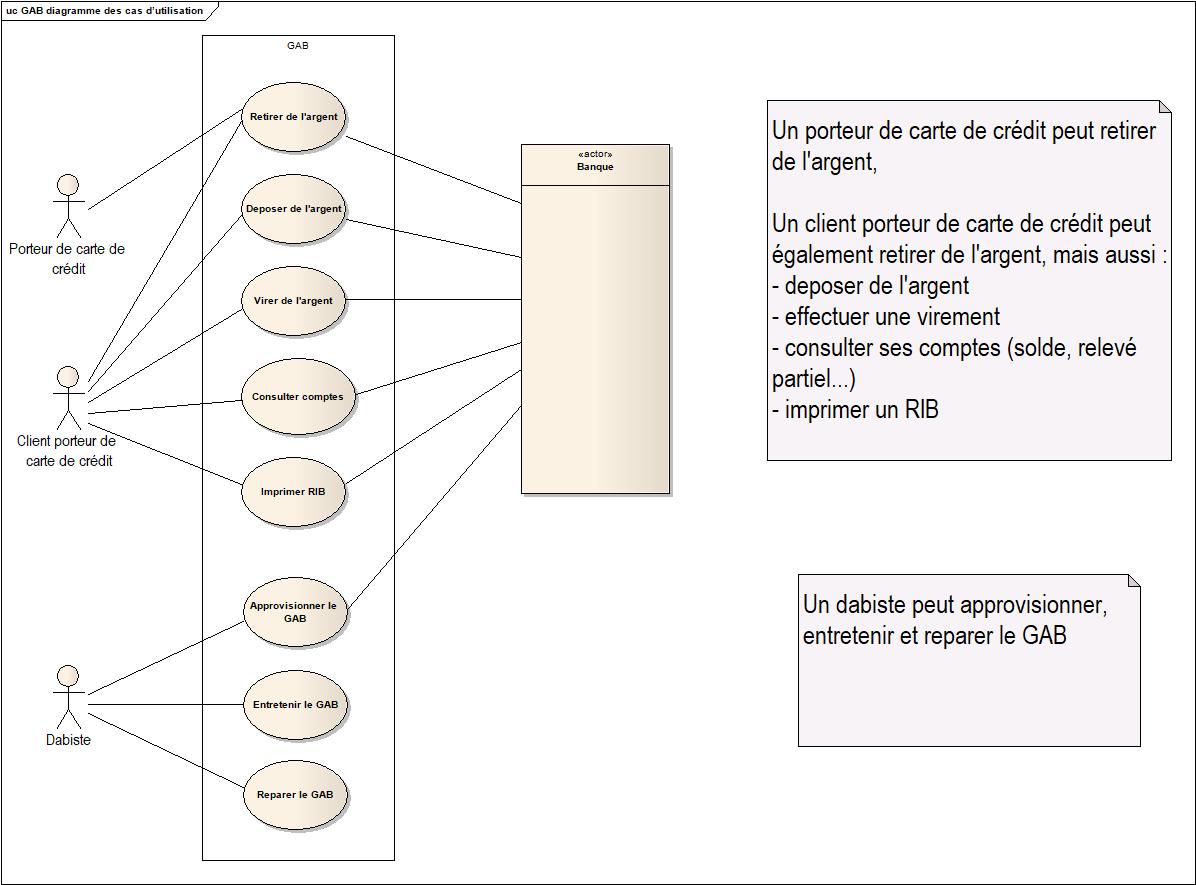 uc GAB diagramme des cas d'utilisation
GAB
Retirer de l'argent
Deposer de l'argent
Virer de l'argent
Consulter comptes
Imprimer RIB
Approvisionner le
GAB
Entretenir le GAB
Reparer le GAB
Porteur de carte de
crédit
Client porteur de
carte de crédit
Dabiste
«actor»
Banque
Un porteur de carte de crédit peut retirer
de l'argent,
Un client porteur de carte de crédit peut
également retirer de l'argent, mais aussi :
- deposer de l'argent
- effectuer une virement
- consulter ses comptes (solde, relevé
partiel...)
- imprimer un RIB
Un dabiste peut approvisionner,
entretenir et reparer le GAB